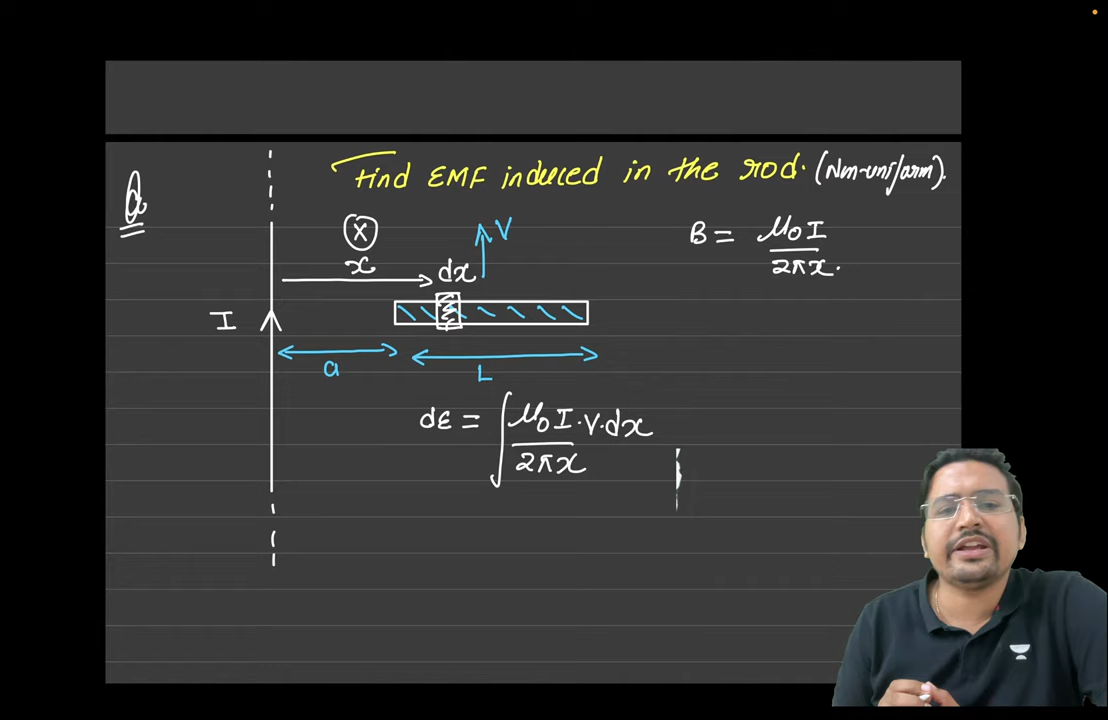 Q
Find EMF induced in the rod. (Non-uniform).
B = μ₀I / 2πx.
x
x dx V
I
a L
dε = ∫ μ₀I / 2πx · V · dx